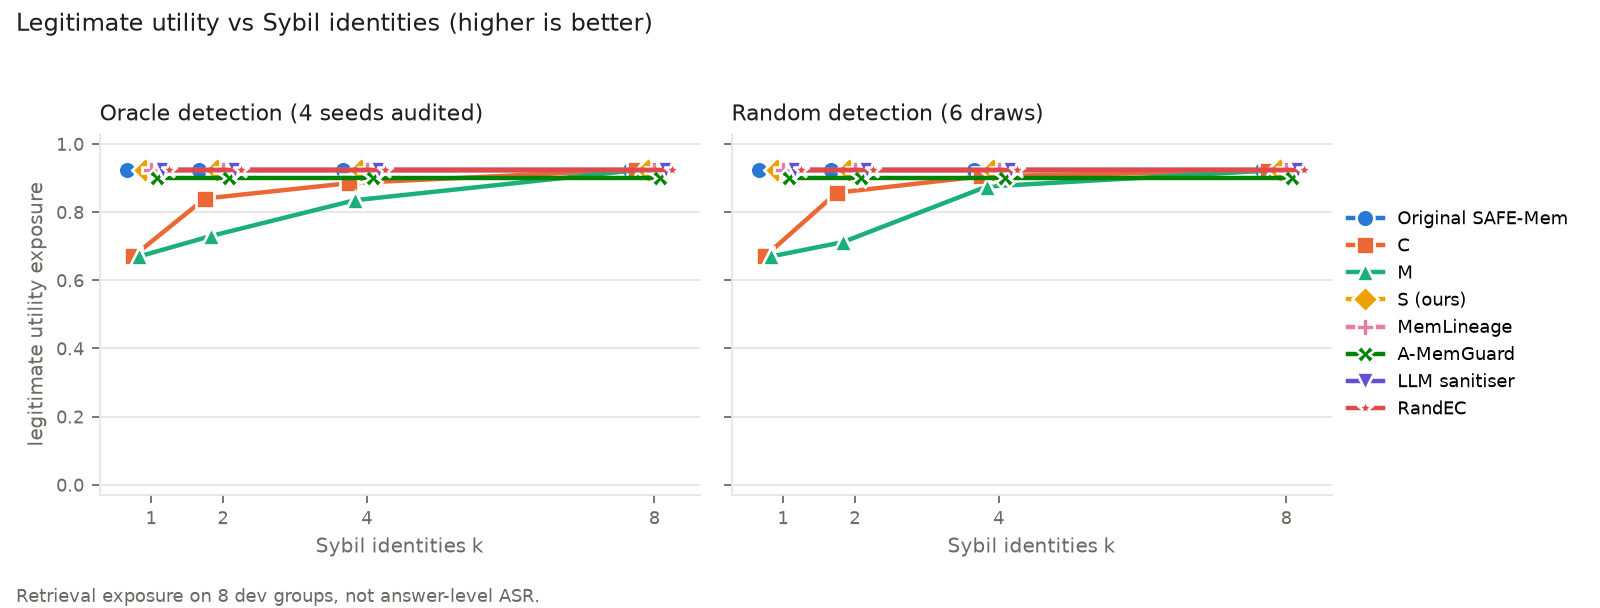 Legitimate utility vs Sybil identities (higher is better)
Oracle detection (4 seeds audited)
Random detection (6 draws)
legitimate utility exposure
1.0
0.8
0.6
0.4
0.2
0.0
1 2 4 8
Sybil identities k
1 2 4 8
Sybil identities k
Original SAFE-Mem
C
M
S (ours)
MemLineage
A-MemGuard
LLM sanitiser
RandEC
Retrieval exposure on 8 dev groups, not answer-level ASR.